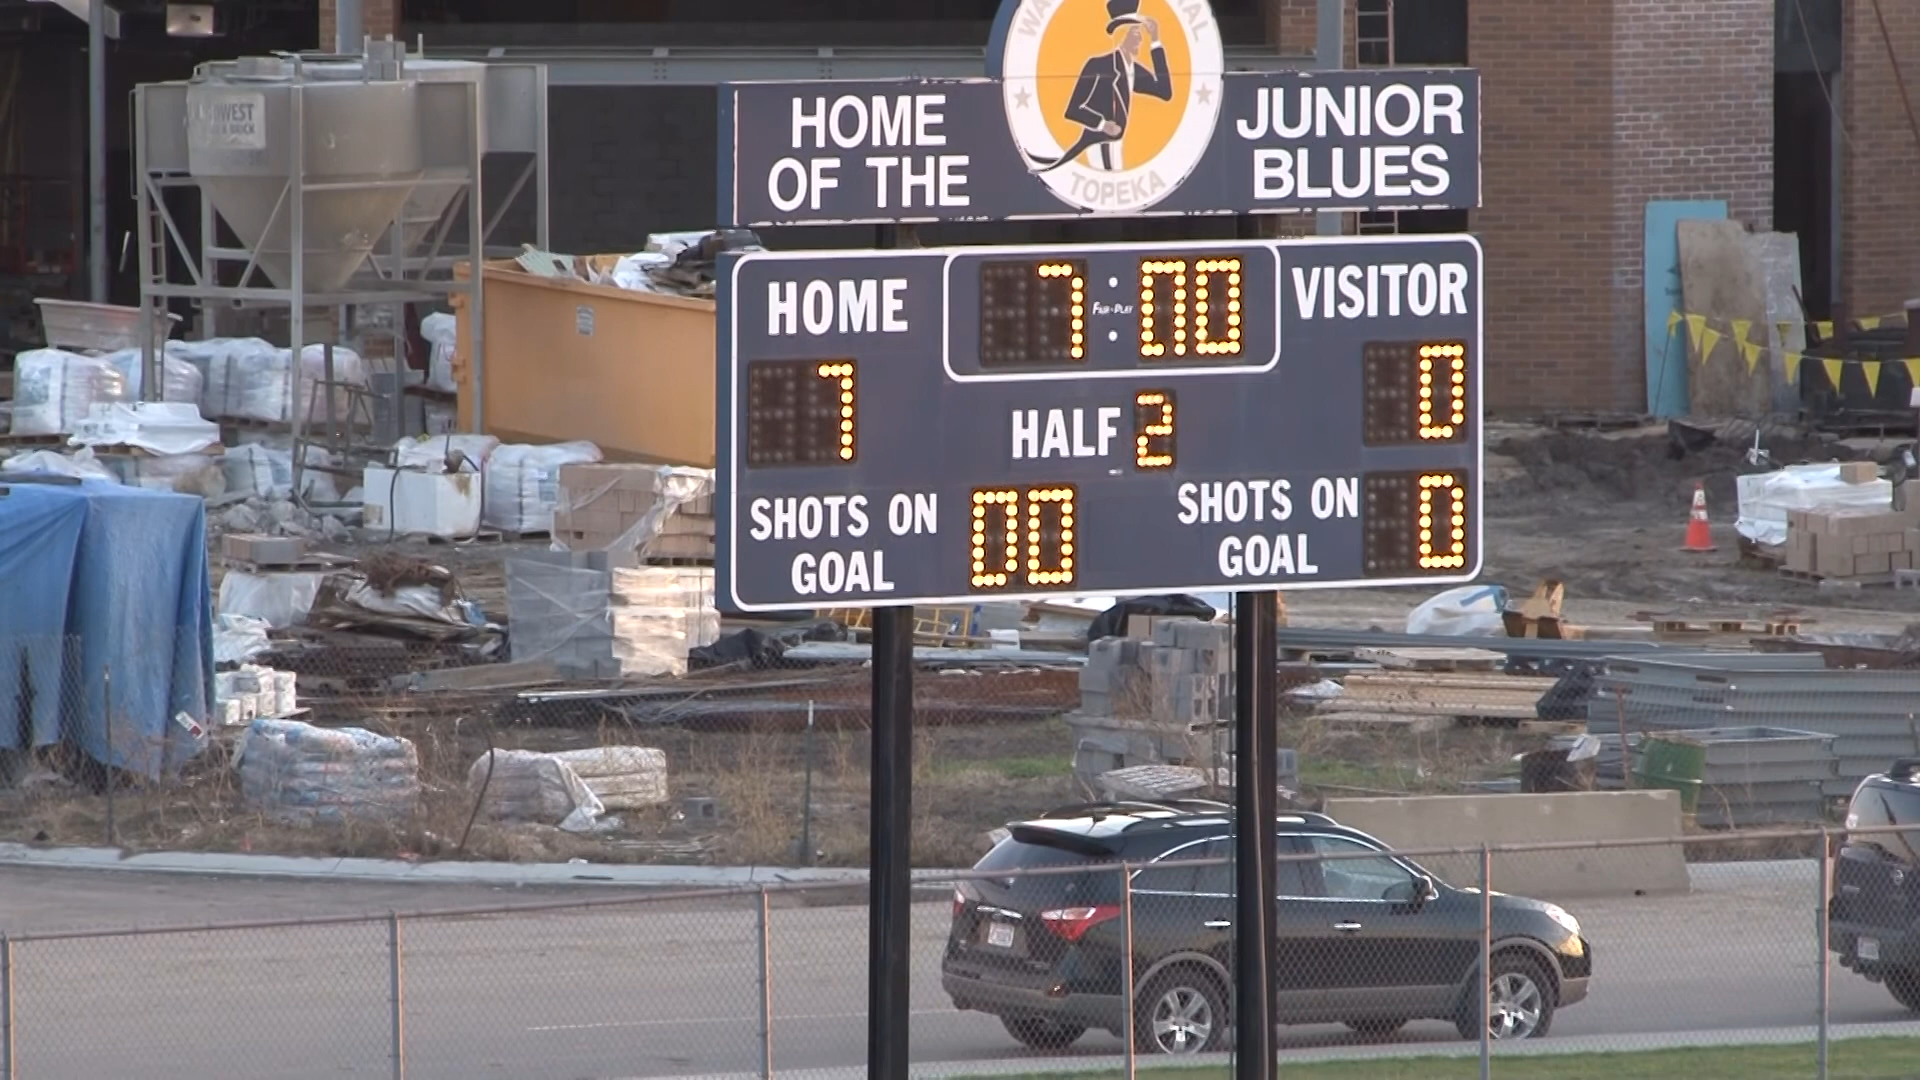 HOME
OF THE
TOPEKA
JUNIOR
BLUES
HOME
7:00
FAIR-PLAY
VISITOR
7
HALF 2
0
SHOTS ON
GOAL
00
SHOTS ON
GOAL
0